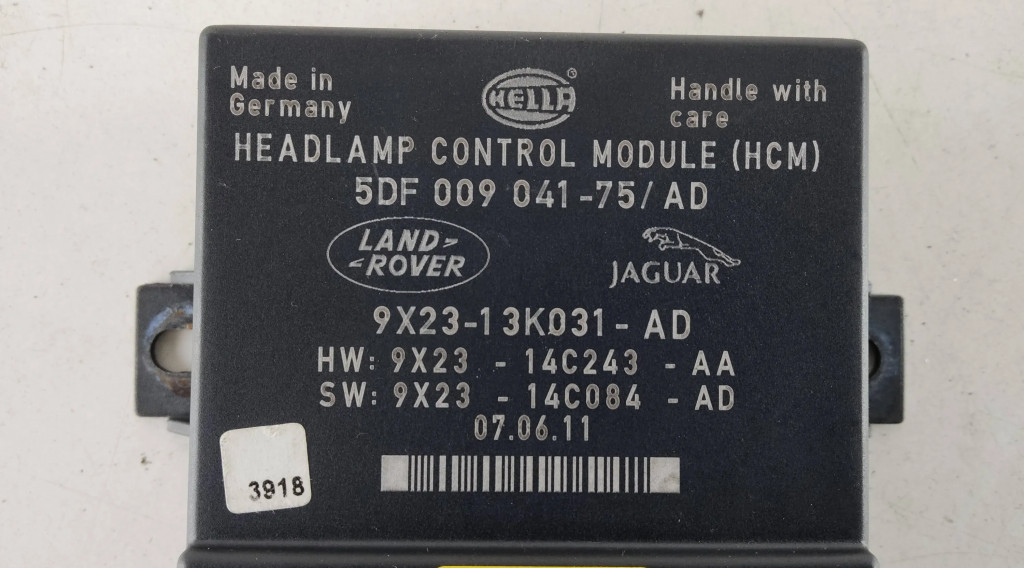 Made in
Germany
HELLA®
Handle with
care
HEADLAMP CONTROL MODULE (HCM)
5DF 009 041-75/ AD
LAND
ROVER
JAGUAR
9X23-13K031- AD
HW: 9X23 - 14C243 - AA
SW: 9X23 - 14C084 - AD
07.06.11
3918